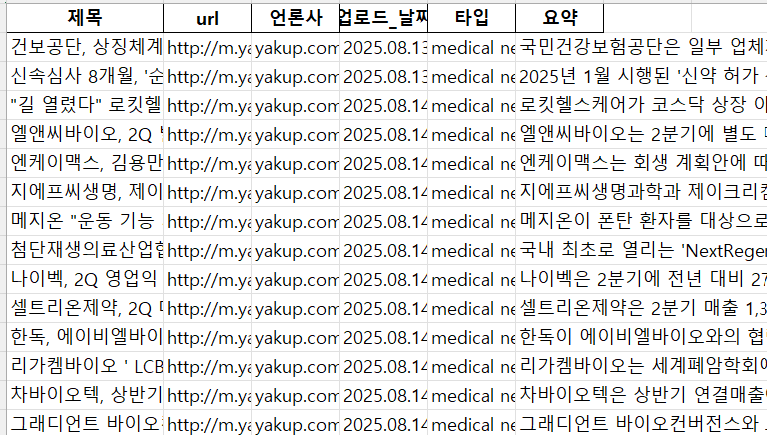 제목 url 언론사 업로드_날짜 타입 요약
건보공단, 상징체계 http://m.ya yakup.com 2025.08.13 medical ne 국민건강보험공단은 일부 업체
신속심사 8개월, '순 http://m.ya yakup.com 2025.08.13 medical ne 2025년 1월 시행된 '신약 허가
"길 열렸다" 로킷헬 http://m.ya yakup.com 2025.08.14 medical ne 로킷헬스케어가 코스닥 상장 이
엘앤씨바이오, 2Q http://m.ya yakup.com 2025.08.14 medical ne 엘앤씨바이오는 2분기에 별도
엔케이맥스, 김용만 http://m.ya yakup.com 2025.08.14 medical ne 엔케이맥스는 회생 계획안에 따
지에프씨생명, 제이 http://m.ya yakup.com 2025.08.14 medical ne 지에프씨생명과학과 제이크리
메지온 "운동 기능 http://m.ya yakup.com 2025.08.14 medical ne 메지온이 폰탄 환자를 대상으로
첨단재생의료산업협 http://m.ya yakup.com 2025.08.14 medical ne 국내 최초로 열리는 'NextRegen
나이벡, 2Q 영업익 http://m.ya yakup.com 2025.08.14 medical ne 나이벡은 2분기에 전년 대비 27
셀트리온제약, 2Q http://m.ya yakup.com 2025.08.14 medical ne 셀트리온제약은 2분기 매출 1,3
한독, 에이비엘바이 http://m.ya yakup.com 2025.08.14 medical ne 한독이 에이비엘바이오와의 협
리가켐바이오 ' LCB http://m.ya yakup.com 2025.08.14 medical ne 리가켐바이오는 세계폐암학회에
차바이오텍, 상반기 http://m.ya yakup.com 2025.08.14 medical ne 차바이오텍은 상반기 연결매출
그래디언트 바이오 http://m.ya yakup.com 2025.08.14 medical ne 그래디언트 바이오컨버전스와